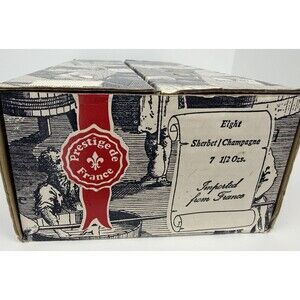 Prestige de
France
Eight
Sherbet/Champagne
7 1/2 Ozs.
Imported
from France